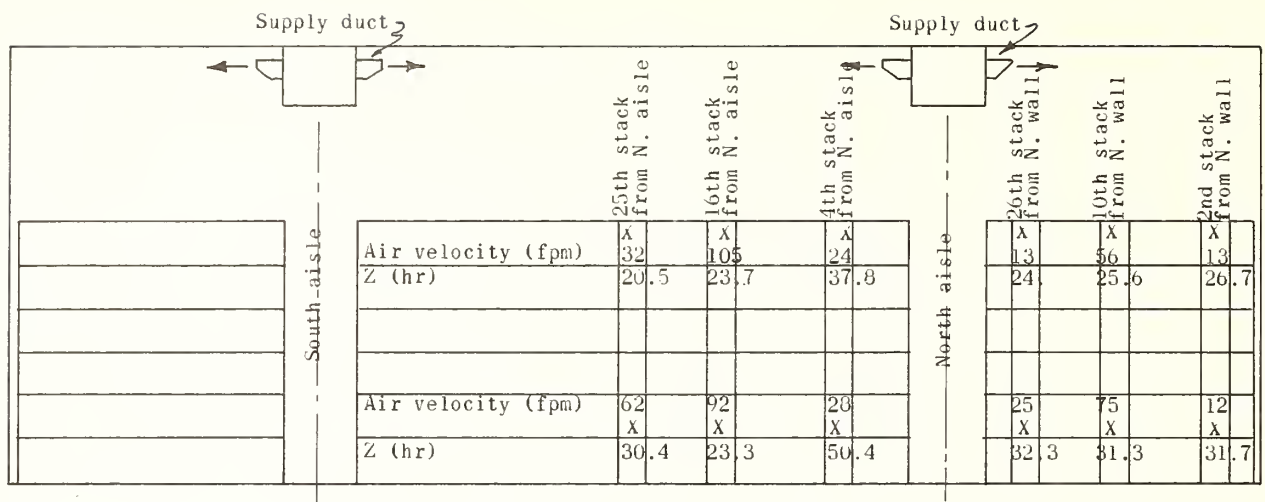 Supply duct
Supply duct
25th stack
from N. aisle
16th stack
from N. aisle
4th stack
from N. aisle
26th stack
from N. wall
10th stack
from N. wall
2nd stack
from N. wall
South aisle
North aisle
X X X X X X
Air velocity (fpm) 32 105 24 13 56 13
Z (hr) 20.5 23.7 37.8 24. 25.6 26.7
Air velocity (fpm) 62 92 28 25 75 12
X X X X X X
Z (hr) 30.4 23.3 50.4 32.3 31.3 31.7